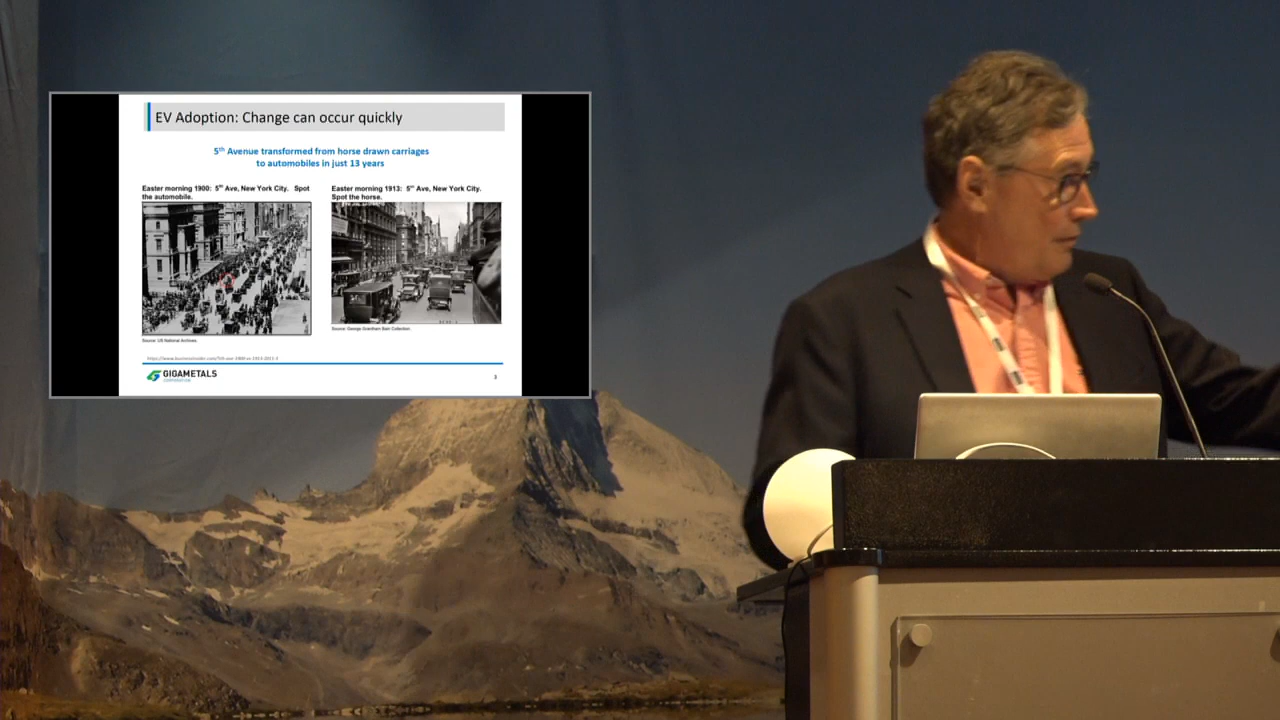 EV Adoption: Change can occur quickly
5th Avenue transformed from horse drawn carriages
to automobiles in just 13 years
Easter morning 1900: 5th Ave, New York City. Spot
the automobile.
Easter morning 1913: 5th Ave, New York City.
Spot the horse.
Source: US National Archives.
Source: George Grantham Bain Collection.
GIGAMETALS
CORPORATION
3